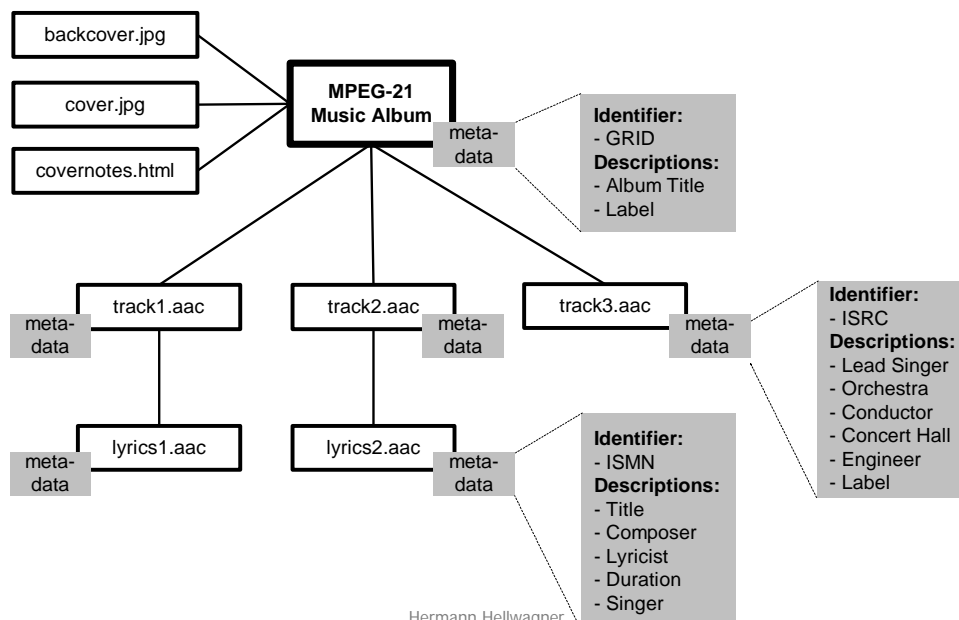 backcover.jpg
cover.jpg
covernotes.html
MPEG-21
Music Album
meta-
data
Identifier:
- GRID
Descriptions:
- Album Title
- Label
track1.aac
meta-
data
track2.aac
meta-
data
track3.aac
meta-
data
Identifier:
- ISRC
Descriptions:
- Lead Singer
- Orchestra
- Conductor
- Concert Hall
- Engineer
- Label
lyrics1.aac
meta-
data
lyrics2.aac
meta-
data
Identifier:
- ISMN
Descriptions:
- Title
- Composer
- Lyricist
- Duration
- Singer
Hermann Hellwagner